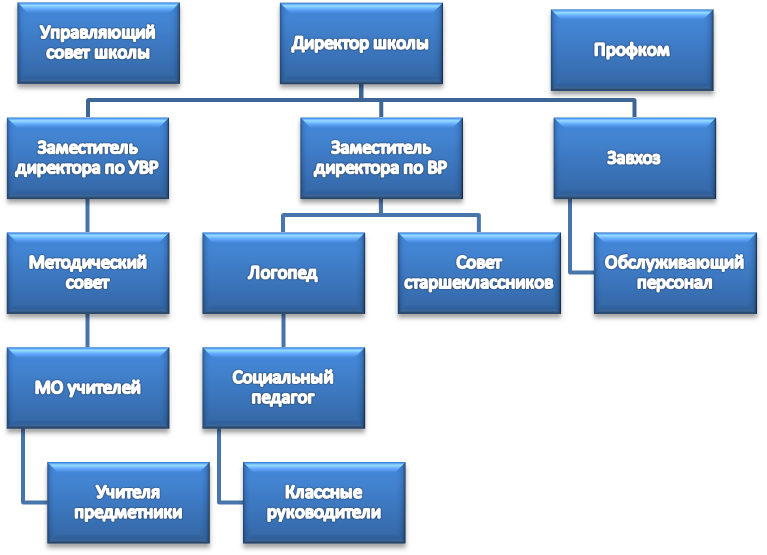 Управляющий
совет школы
Директор школы
Профком
Заместитель
директора по УВР
Заместитель
директора по ВР
Завхоз
Методический
совет
Логопед
Совет
старшеклассников
Обслуживающий
персонал
МО учителей
Социальный
педагог
Учителя
предметники
Классные
руководители